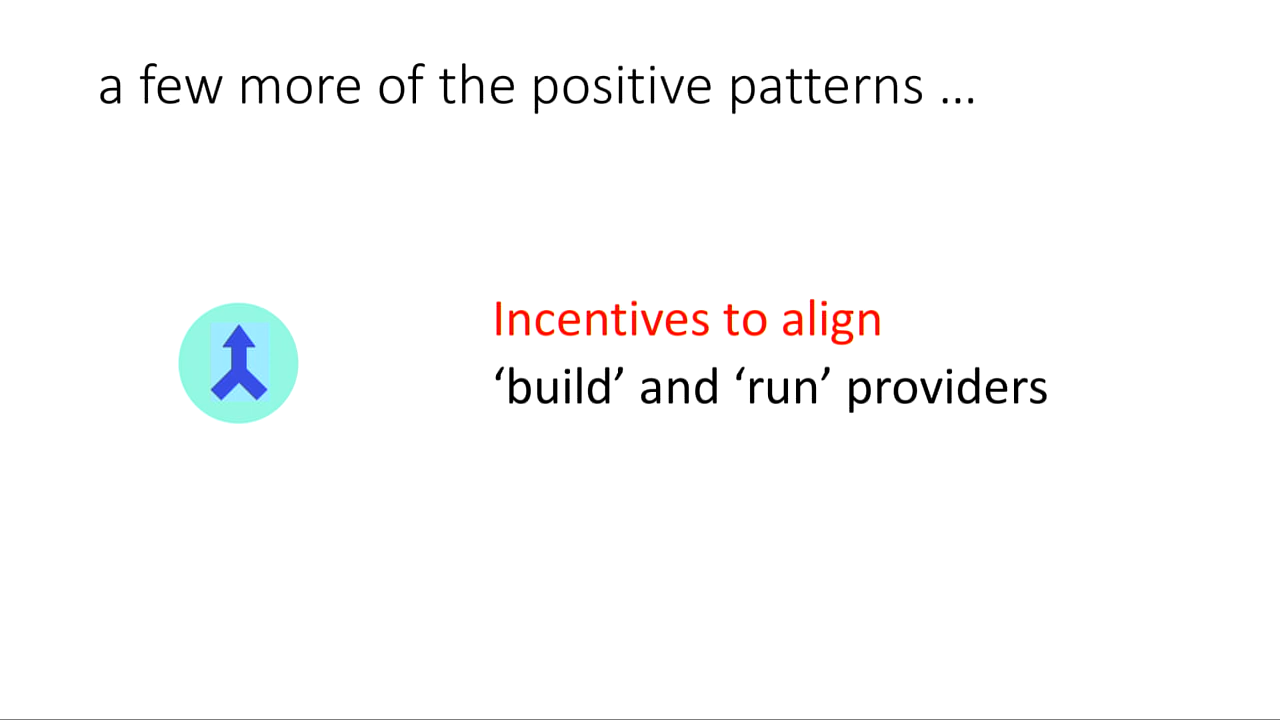 a few more of the positive patterns …
Incentives to align
‘build’ and ‘run’ providers